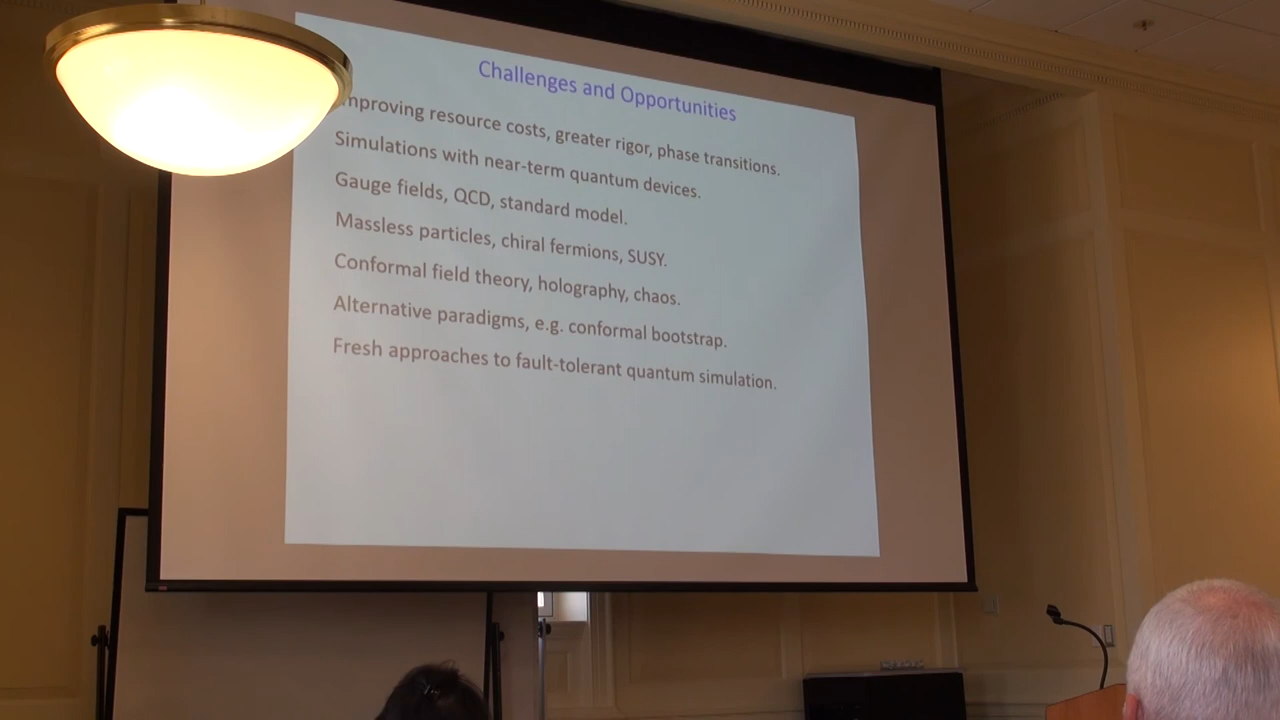 Challenges and Opportunities
mproving resource costs, greater rigor, phase transitions.
Simulations with near-term quantum devices.
Gauge fields, QCD, standard model.
Massless particles, chiral fermions, SUSY.
Conformal field theory, holography, chaos.
Alternative paradigms, e.g. conformal bootstrap.
Fresh approaches to fault-tolerant quantum simulation.